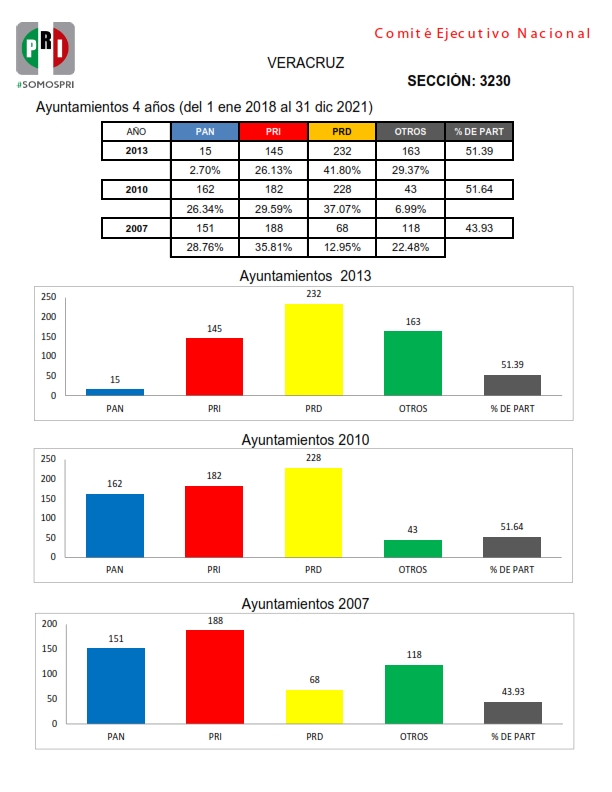 Comité Ejecutivo Nacional
PRI
#SOMOSPRI
VERACRUZ
SECCIÒN: 3230
Ayuntamientos 4 años (del 1 ene 2018 al 31 dic 2021)
AÑO PAN PRI PRD OTROS % DE PART
2013 15 145 232 163 51.39
2.70% 26.13% 41.80% 29.37%
2010 162 182 228 43 51.64
26.34% 29.59% 37.07% 6.99%
2007 151 188 68 118 43.93
28.76% 35.81% 12.95% 22.48%
Ayuntamientos 2013
250
200
150
100
50
0
15 145 232 163 51.39
PAN PRI PRD OTROS % DE PART
Ayuntamientos 2010
250
200
150
100
50
0
162 182 228 43 51.64
PAN PRI PRD OTROS % DE PART
Ayuntamientos 2007
200
150
100
50
0
151 188 68 118 43.93
PAN PRI PRD OTROS % DE PART